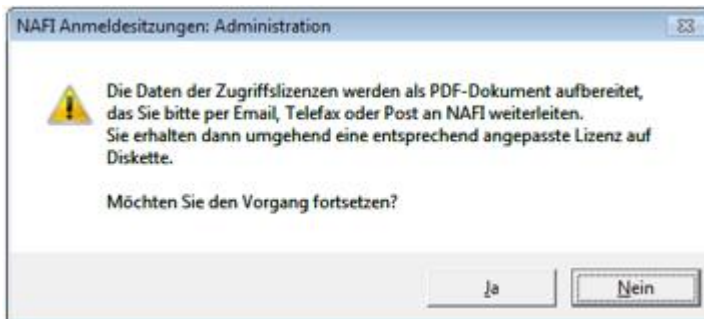 NAFI Anmeldesitzungen: Administration
Die Daten der Zugriffslizenzen werden als PDF-Dokument aufbereitet,
das Sie bitte per Email, Telefax oder Post an NAFI weiterleiten.
Sie erhalten dann umgehend eine entsprechend angepasste Lizenz auf
Diskette.
Möchten Sie den Vorgang fortsetzen?
Ja
Nein